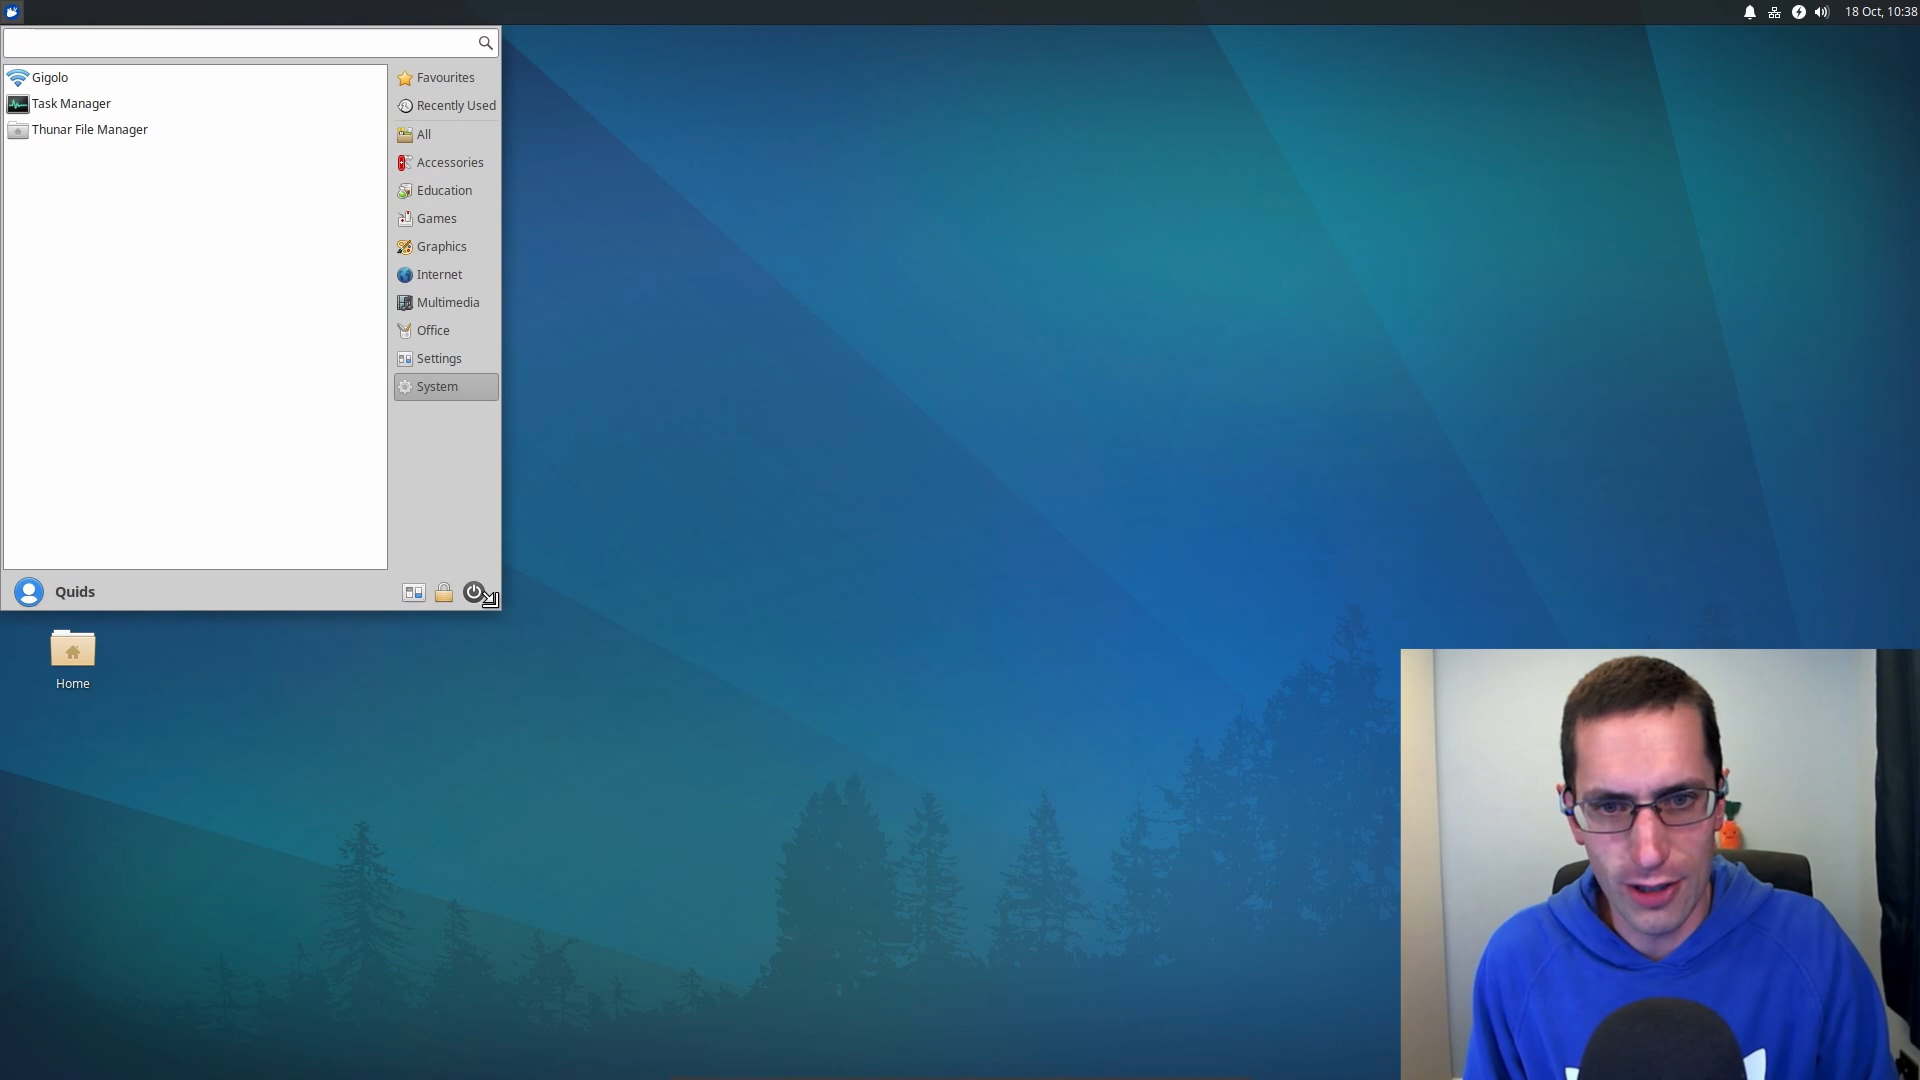 18 Oct, 10:38
Gigolo
Task Manager
Thunar File Manager
Favourites
Recently Used
All
Accessories
Education
Games
Graphics
Internet
Multimedia
Office
Settings
System
Quids
Home